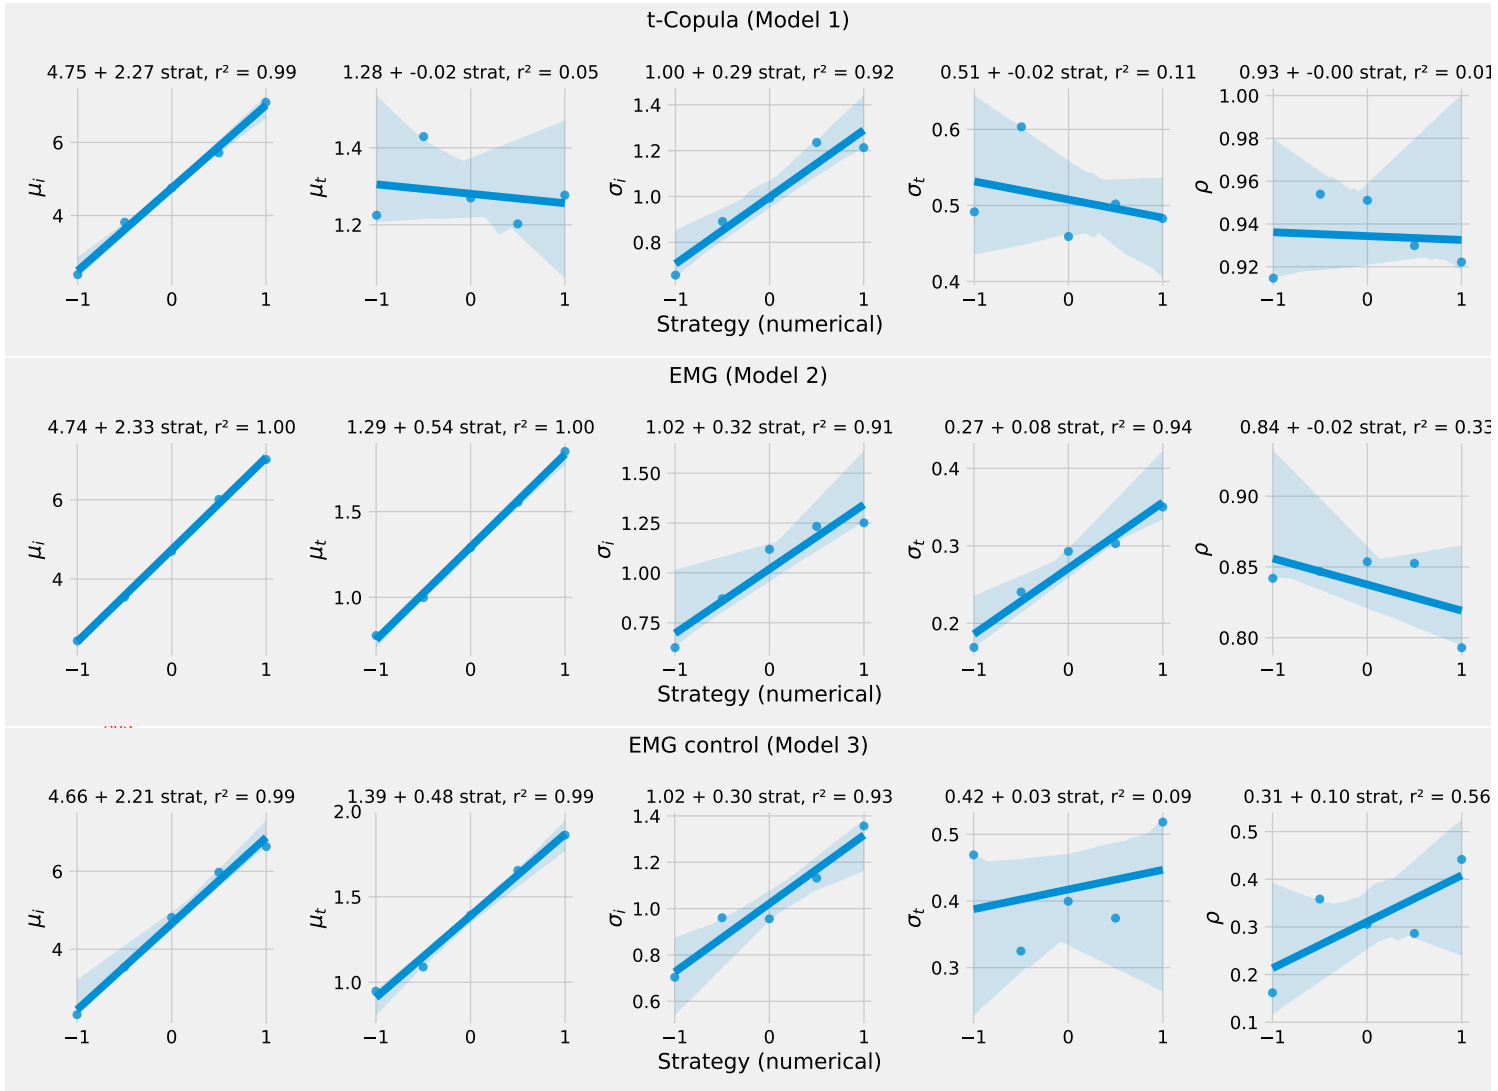 t-Copula (Model 1)
4.75 + 2.27 strat, r² = 0.99
1.28 + -0.02 strat, r² = 0.05
1.00 + 0.29 strat, r² = 0.92
0.51 + -0.02 strat, r² = 0.11
0.93 + -0.00 strat, r² = 0.01
μi
6
4
−1 0 1
μt
1.4
1.2
−1 0 1
σi
1.4
1.2
1.0
0.8
−1 0 1
σt
0.6
0.5
0.4
−1 0 1
ρ
1.00
0.98
0.96
0.94
0.92
−1 0 1
Strategy (numerical)
EMG (Model 2)
4.74 + 2.33 strat, r² = 1.00
1.29 + 0.54 strat, r² = 1.00
1.02 + 0.32 strat, r² = 0.91
0.27 + 0.08 strat, r² = 0.94
0.84 + -0.02 strat, r² = 0.33
μi
6
4
−1 0 1
μt
1.5
1.0
−1 0 1
σi
1.50
1.25
1.00
0.75
−1 0 1
σt
0.4
0.3
0.2
−1 0 1
ρ
0.90
0.85
0.80
−1 0 1
Strategy (numerical)
EMG control (Model 3)
4.66 + 2.21 strat, r² = 0.99
1.39 + 0.48 strat, r² = 0.99
1.02 + 0.30 strat, r² = 0.93
0.42 + 0.03 strat, r² = 0.09
0.31 + 0.10 strat, r² = 0.56
μi
6
4
−1 0 1
μt
2.0
1.5
1.0
−1 0 1
σi
1.4
1.2
1.0
0.8
0.6
−1 0 1
σt
0.5
0.4
0.3
−1 0 1
ρ
0.5
0.4
0.3
0.2
0.1
−1 0 1
Strategy (numerical)